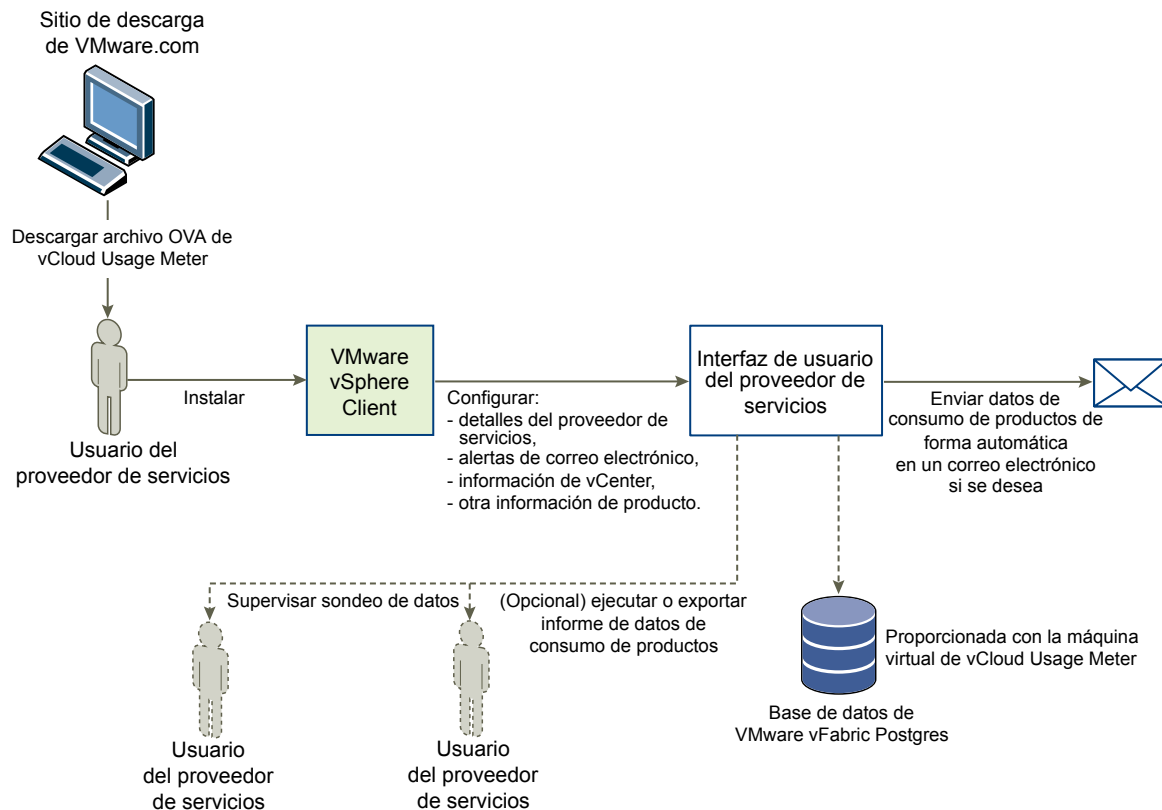 Sitio de descarga
de VMware.com
Descargar archivo OVA de
vCloud Usage Meter
Usuario del
proveedor de servicios
Instalar
VMware
vSphere
Client
Configurar:
- detalles del proveedor de
servicios,
- alertas de correo electrónico,
- información de vCenter,
- otra información de producto.
Interfaz de usuario
del proveedor de
servicios
Enviar datos de
consumo de productos de
forma automática
en un correo electrónico
si se desea
Supervisar sondeo de datos
(Opcional) ejecutar o exportar
informe de datos de
consumo de productos
Usuario
del proveedor
de servicios
Usuario
del proveedor
de servicios
Proporcionada con la máquina
virtual de vCloud Usage Meter
Base de datos de
VMware vFabric Postgres